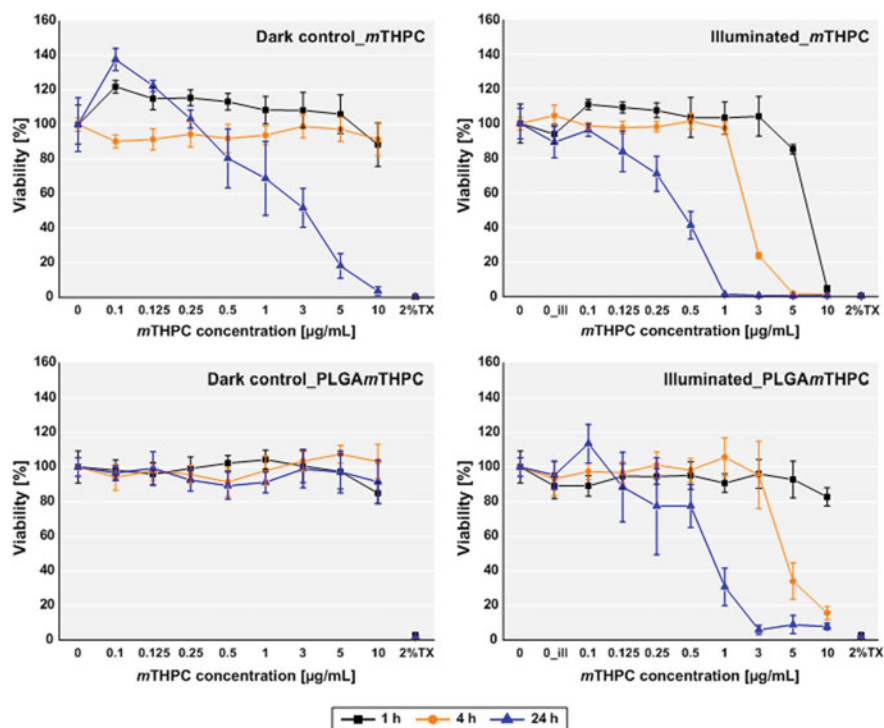 Dark control_mTHPC
160
140
120
100
80
60
40
20
0
Viability [%]
0 0.1 0.125 0.25 0.5 1 3 5 10 2%TX
mTHPC concentration [µg/mL]
Illuminated_mTHPC
160
140
120
100
80
60
40
20
0
Viability [%]
0 0_ill 0.1 0.125 0.25 0.5 1 3 5 10 2%TX
mTHPC concentration [µg/mL]
Dark control_PLGAmTHPC
160
140
120
100
80
60
40
20
0
Viability [%]
0 0.1 0.125 0.25 0.5 1 3 5 10 2%TX
mTHPC concentration [µg/mL]
Illuminated_PLGAmTHPC
160
140
120
100
80
60
40
20
0
Viability [%]
0 0_ill 0.1 0.125 0.25 0.5 1 3 5 10 2%TX
mTHPC concentration [µg/mL]
1 h 4 h 24 h